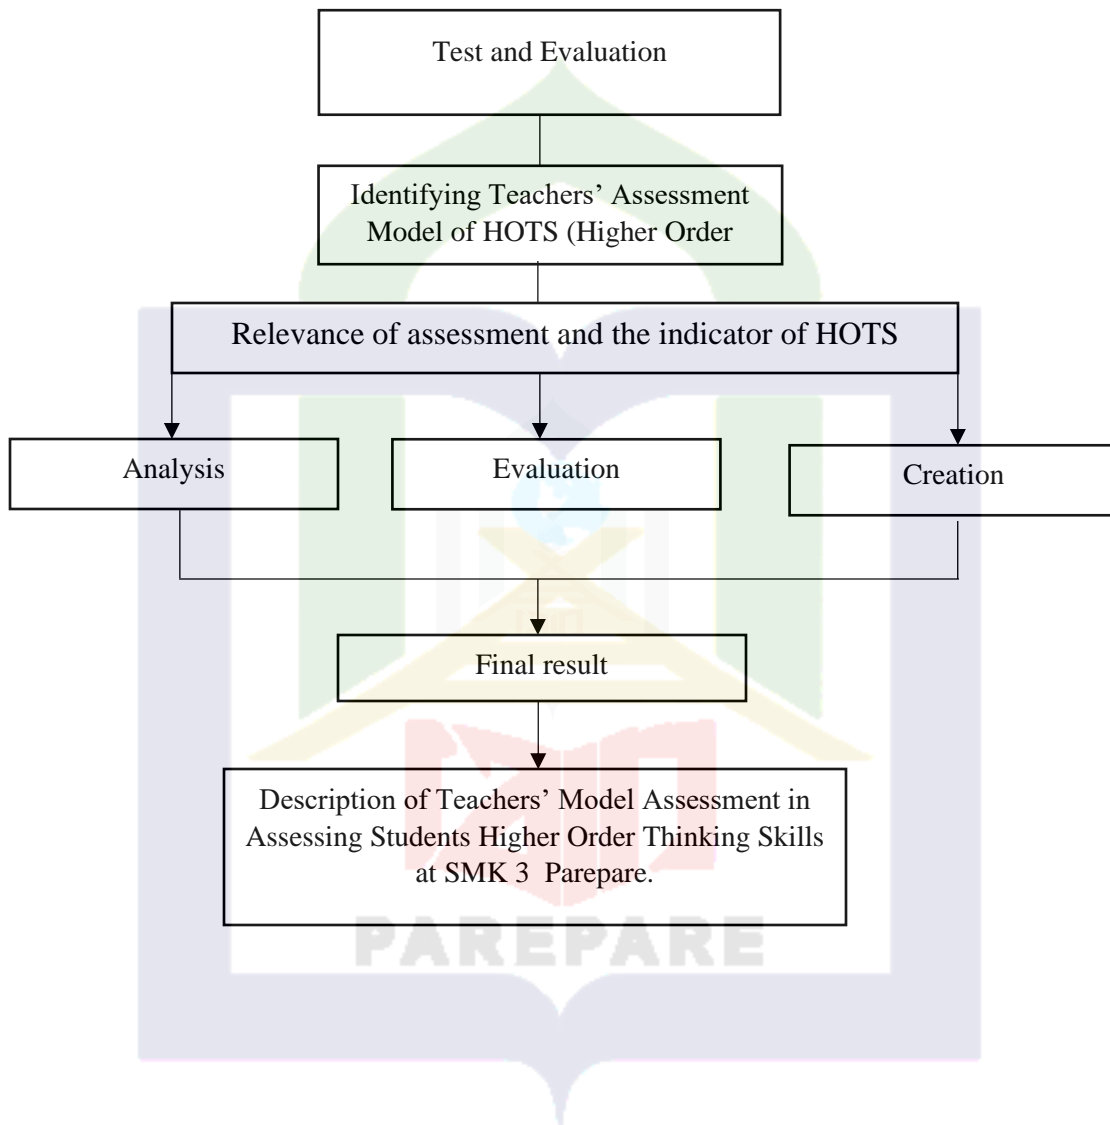 Test and Evaluation
Identifying Teachers’ Assessment
Model of HOTS (Higher Order
Relevance of assessment and the indicator of HOTS
Analysis
Evaluation
Creation
Final result
Description of Teachers’ Model Assessment in
Assessing Students Higher Order Thinking Skills
at SMK 3 Parepare.
PAREPARE